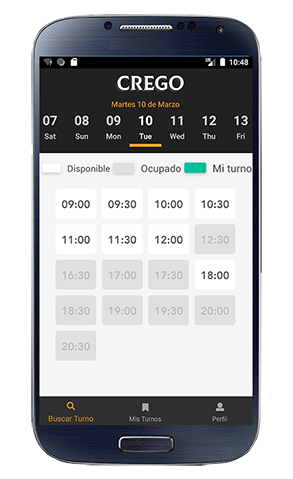 10:48
CREGO
Martes 10 de Marzo
07 08 09 10 11 12 13
Sat Sun Mon Tue Wed Thu Fri
Disponible Ocupado Mi turno
09:00 09:30 10:00 10:30
11:00 11:30 12:00 12:30
16:30 17:00 17:30 18:00
18:30 19:00 19:30 20:00
20:30
Buscar Turno Mis Turnos Perfil